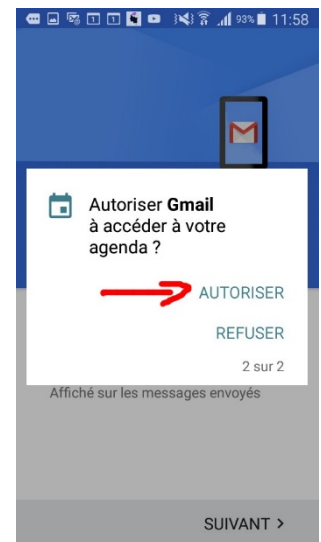 93% 11:58
Autoriser Gmail
à accéder à votre
agenda ?
AUTORISER
REFUSER
2 sur 2
Affiché sur les messages envoyés
SUIVANT >